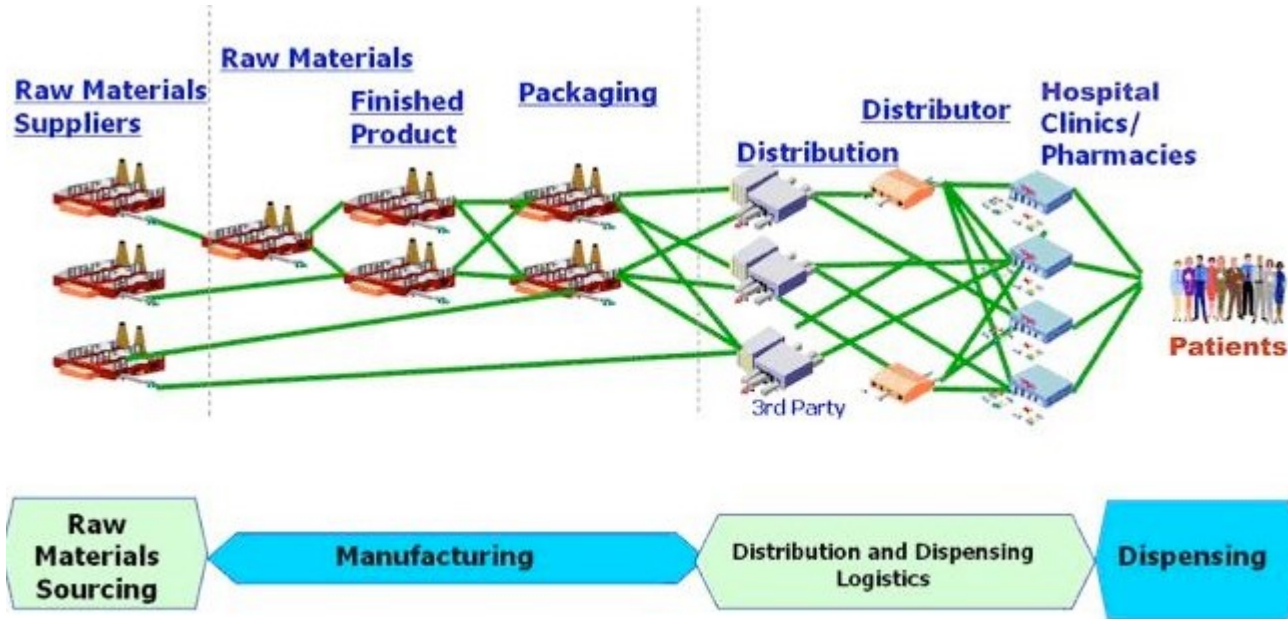 Raw Materials
Suppliers
Raw Materials
Finished
Product
Packaging
Distribution
Distributor
Hospital
Clinics/
Pharmacies
3rd Party
Patients
Raw
Materials
Sourcing
Manufacturing
Distribution and Dispensing
Logistics
Dispensing